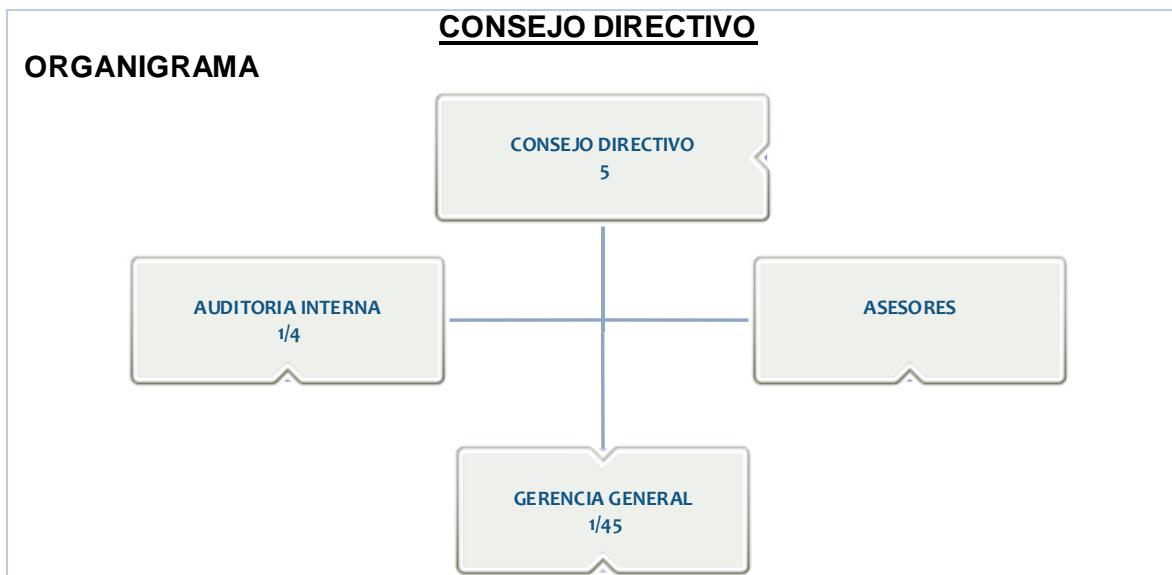 CONSEJO DIRECTIVO
ORGANIGRAMA
CONSEJO DIRECTIVO
5
AUDITORIA INTERNA
1/4
ASESORES
GERENCIA GENERAL
1/45